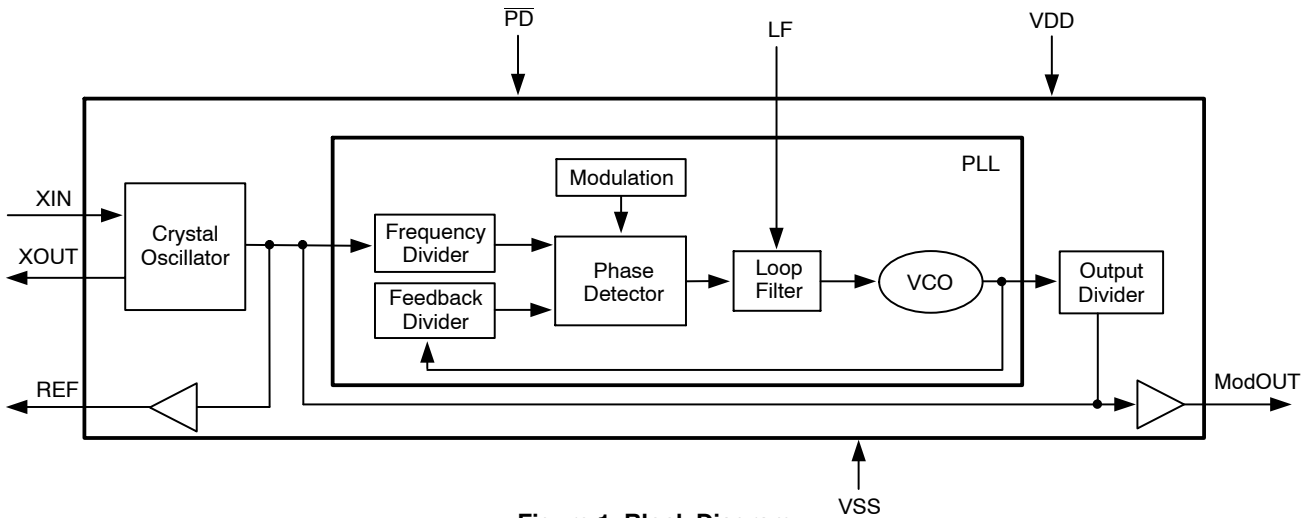 PD
LF
VDD
PLL
Modulation
XIN
XOUT
Crystal
Oscillator
Frequency
Divider
Feedback
Divider
Phase
Detector
Loop
Filter
VCO
Output
Divider
REF
ModOUT
VSS